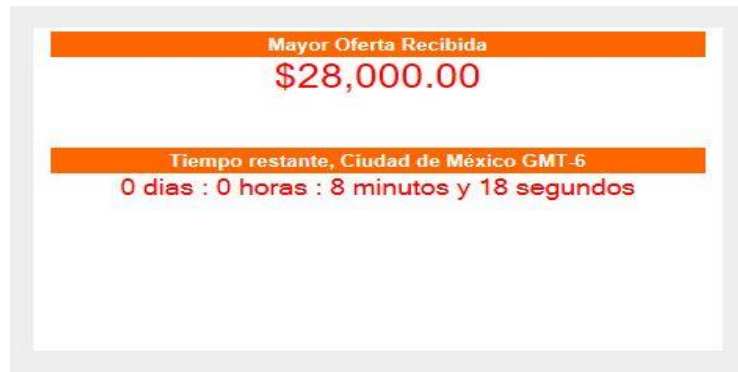 Mayor Oferta Recibida
$28,000.00
Tiempo restante, Ciudad de México GMT-6
0 dias : 0 horas : 8 minutos y 18 segundos